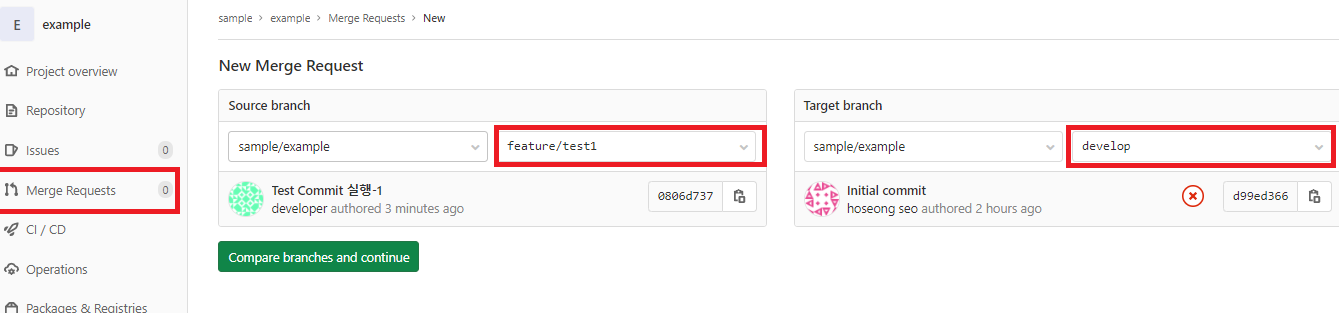 E example
sample > example > Merge Requests > New
Project overview
Repository
Issues 0
Merge Requests 0
CI / CD
Operations
Packages & Registries
New Merge Request
Source branch
sample/example feature/test1
Test Commit 실행-1
developer authored 3 minutes ago
0806d737
Target branch
sample/example develop
Initial commit
hoseong seo authored 2 hours ago
d99ed366
Compare branches and continue